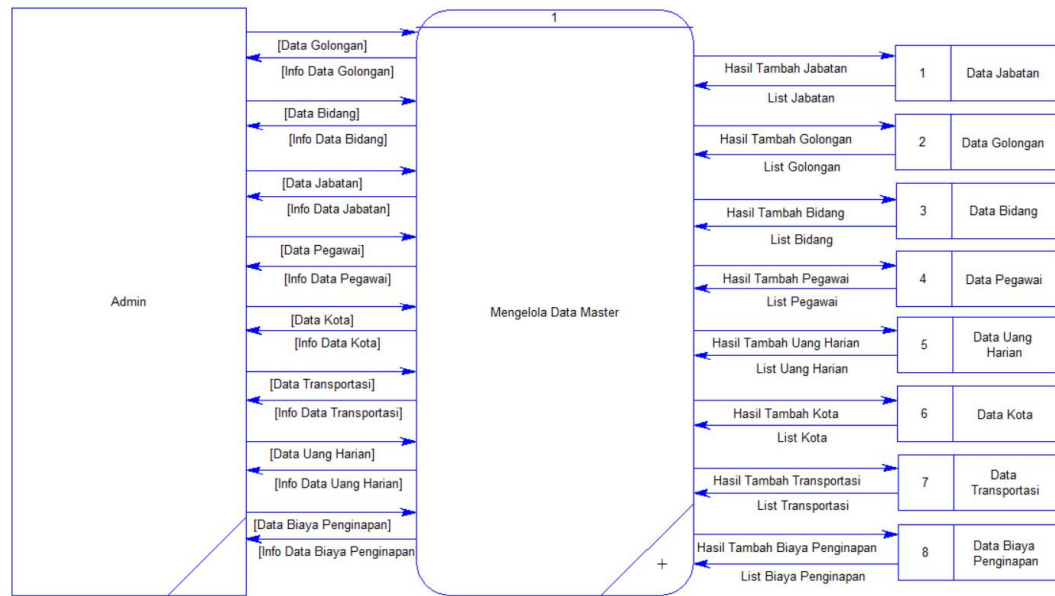 Admin
[Data Golongan]
[Info Data Golongan]
[Data Bidang]
[Info Data Bidang]
[Data Jabatan]
[Info Data Jabatan]
[Data Pegawai]
[Info Data Pegawai]
[Data Kota]
[Info Data Kota]
[Data Transportasi]
[Info Data Transportasi]
[Data Uang Harian]
[Info Data Uang Harian]
[Data Biaya Penginapan]
[Info Data Biaya Penginapan
1
Mengelola Data Master
Hasil Tambah Jabatan
List Jabatan
Hasil Tambah Golongan
List Golongan
Hasil Tambah Bidang
List Bidang
Hasil Tambah Pegawai
List Pegawai
Hasil Tambah Uang Harian
List Uang Harian
Hasil Tambah Kota
List Kota
Hasil Tambah Transportasi
List Transportasi
Hasil Tambah Biaya Penginapan
List Biaya Penginapan
1 Data Jabatan
2 Data Golongan
3 Data Bidang
4 Data Pegawai
5 Data Uang
Harian
6 Data Kota
7 Data
Transportasi
8 Data Biaya
Penginapan